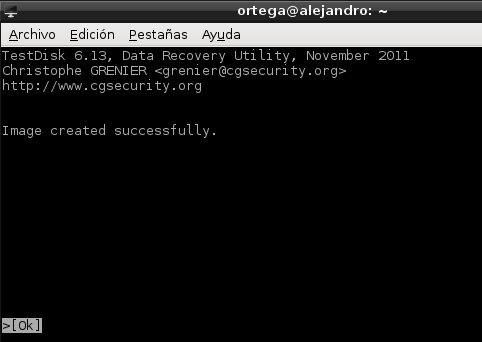 ortega@alejandro: ~
Archivo Edición Pestañas Ayuda
TestDisk 6.13, Data Recovery Utility, November 2011
Christophe GRENIER <grenier@cgsecurity.org>
http://www.cgsecurity.org
Image created successfully.
>[Ok]